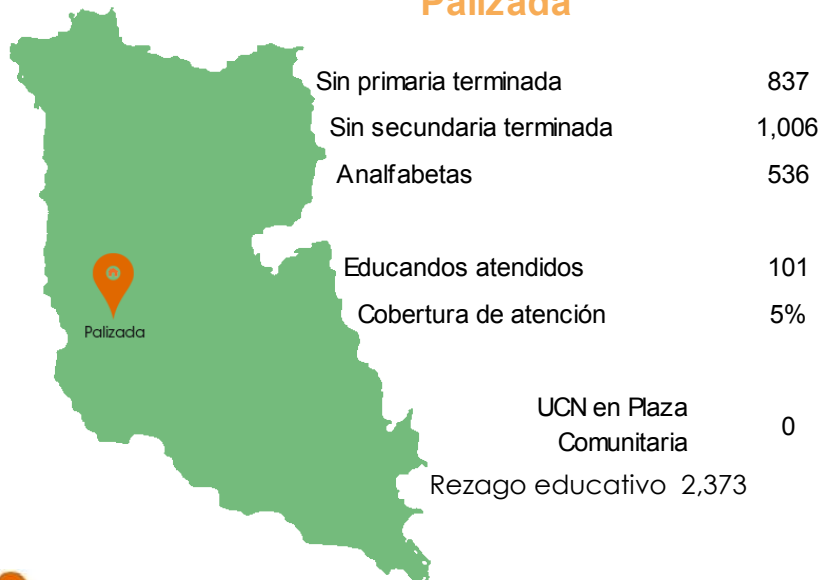 Palizada
Sin primaria terminada 837
Sin secundaria terminada 1,006
Analfabetas 536
Educandos atendidos 101
Palizada
Cobertura de atención 5%
UCN en Plaza
Comunitaria 0
Rezago educativo 2,373